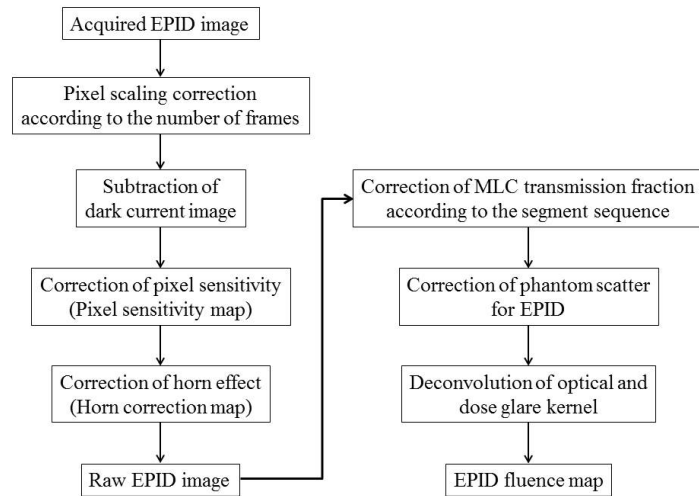 Acquired EPID image
Pixel scaling correction
according to the number of frames
Subtraction of
dark current image
Correction of pixel sensitivity
(Pixel sensitivity map)
Correction of horn effect
(Horn correction map)
Raw EPID image
Correction of MLC transmission fraction
according to the segment sequence
Correction of phantom scatter
for EPID
Deconvolution of optical and
dose glare kernel
EPID fluence map